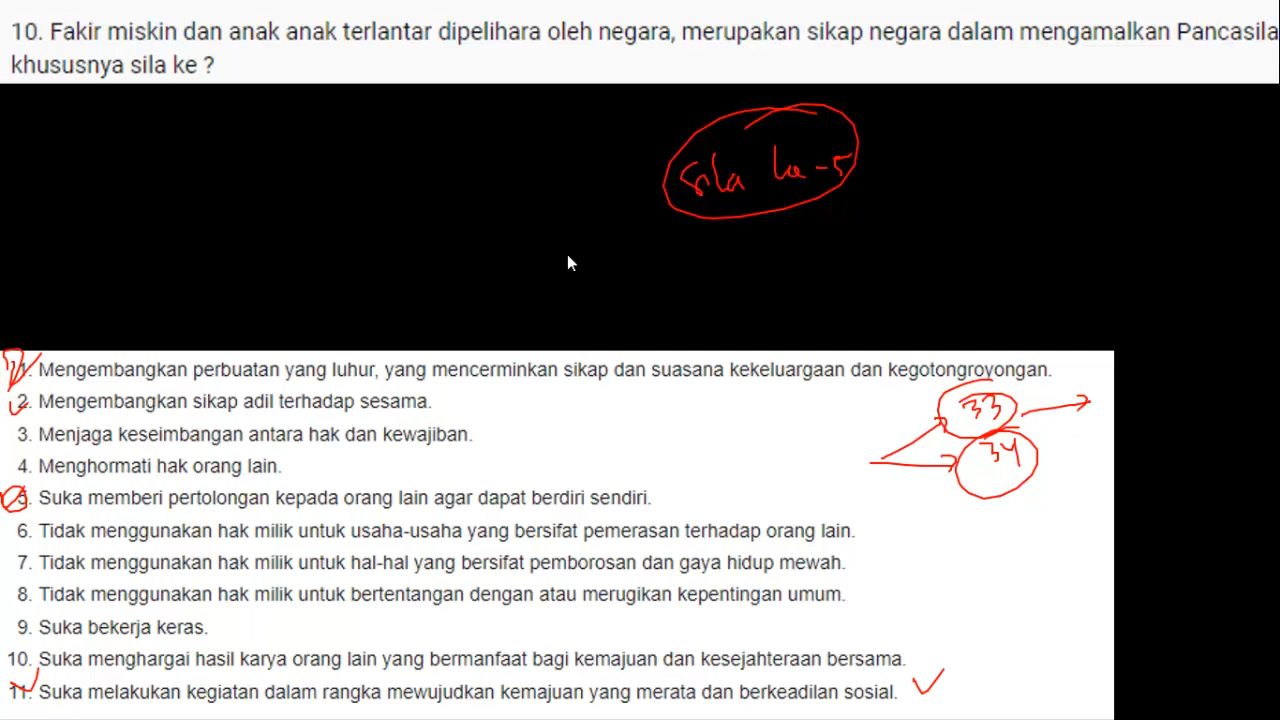 10. Fakir miskin dan anak anak terlantar dipelihara oleh negara, merupakan sikap negara dalam mengamalkan Pancasila
khususnya sila ke ?
sila ke-5
1. Mengembangkan perbuatan yang luhur, yang mencerminkan sikap dan suasana kekeluargaan dan kegotongroyongan.
2. Mengembangkan sikap adil terhadap sesama.
33
3. Menjaga keseimbangan antara hak dan kewajiban.
34
4. Menghormati hak orang lain.
5. Suka memberi pertolongan kepada orang lain agar dapat berdiri sendiri.
6. Tidak menggunakan hak milik untuk usaha-usaha yang bersifat pemerasan terhadap orang lain.
7. Tidak menggunakan hak milik untuk hal-hal yang bersifat pemborosan dan gaya hidup mewah.
8. Tidak menggunakan hak milik untuk bertentangan dengan atau merugikan kepentingan umum.
9. Suka bekerja keras.
10. Suka menghargai hasil karya orang lain yang bermanfaat bagi kemajuan dan kesejahteraan bersama.
11. Suka melakukan kegiatan dalam rangka mewujudkan kemajuan yang merata dan berkeadilan sosial.